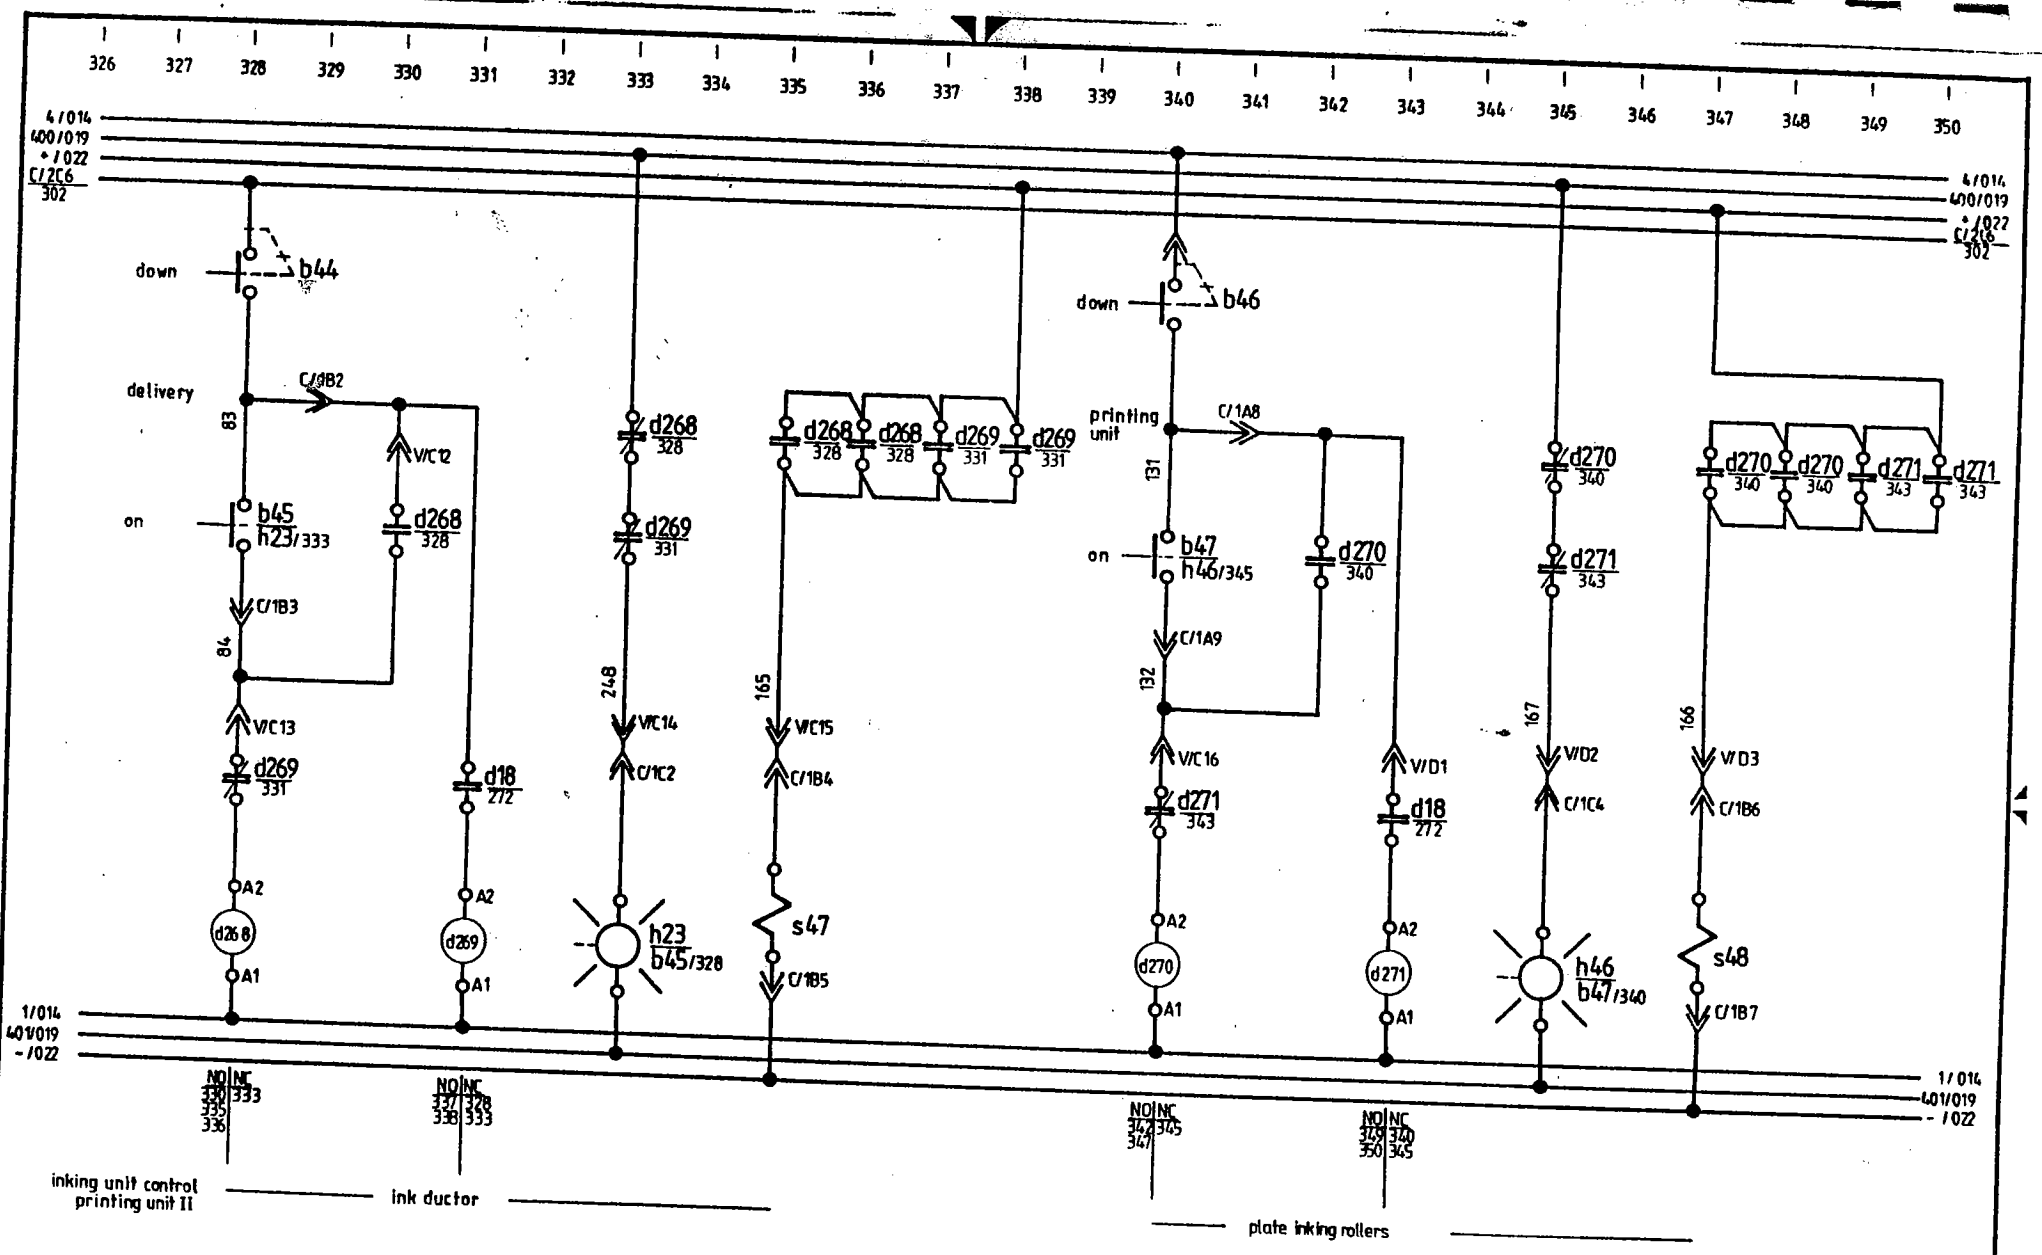 326 327 328 329 330 331 332 333 334 335 336 337 338 339 340 341 342 343 344 345 346 347 348 349 350
4/014
400/019
+/022
C/2C6
302
4/014
400/019
+/022
C/2C6
302
down
b44
down
b46
delivery
C/1B2
83
V/C12
d268
328
d268
328
d268
328
d269
331
d269
331
printing
unit
C/1A8
131
d270
340
d270
340
d270
340
d271
343
d271
343
on
b45
h23/333
d268
328
d269
331
on
b47
h46/345
d270
340
d271
343
C/1B3
84
C/1A9
132
248
165
167
166
V/C13
V/C14
V/C15
V/C16
V/D1
V/D2
V/D3
d269
331
d18
272
C/1C2
C/1B4
d271
343
d18
272
C/1C4
C/1B6
A2
A2
A2
A2
d268
d269
h23
b45/328
s47
d270
d271
h46
b47/340
s48
A1
A1
C/1B5
A1
A1
C/1B7
1/014
401/019
-/022
1/014
401/019
-/022
NO NC
330 333
335
336
NO NC
337 328
338 333
NO NC
342 345
347
NO NC
349 340
350 345
inking unit control
printing unit II
ink ductor
plate inking rollers